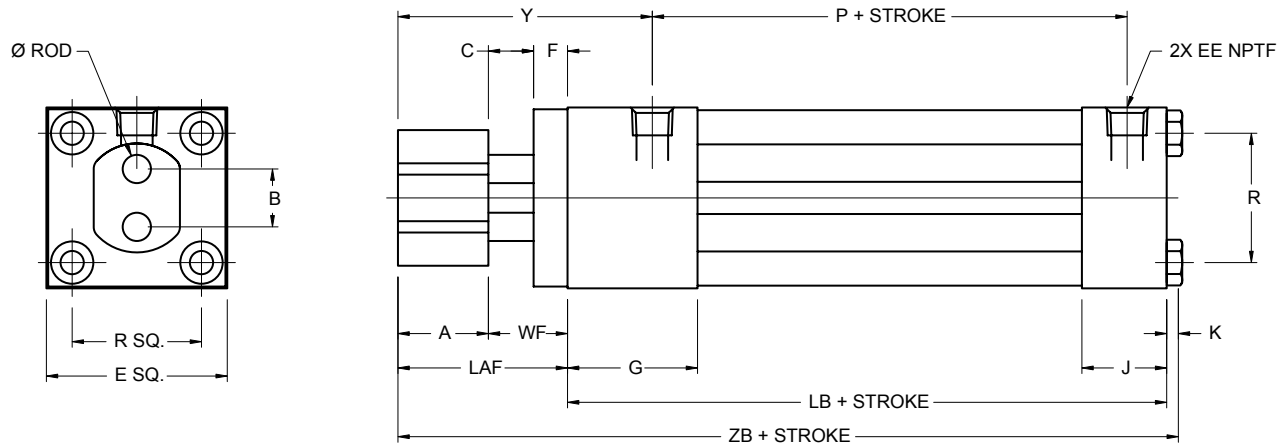 Y
P + STROKE
C
F
Ø ROD
2X EE NPTF
B
R
A
WF
K
R SQ.
LAF
G
J
E SQ.
LB + STROKE
ZB + STROKE